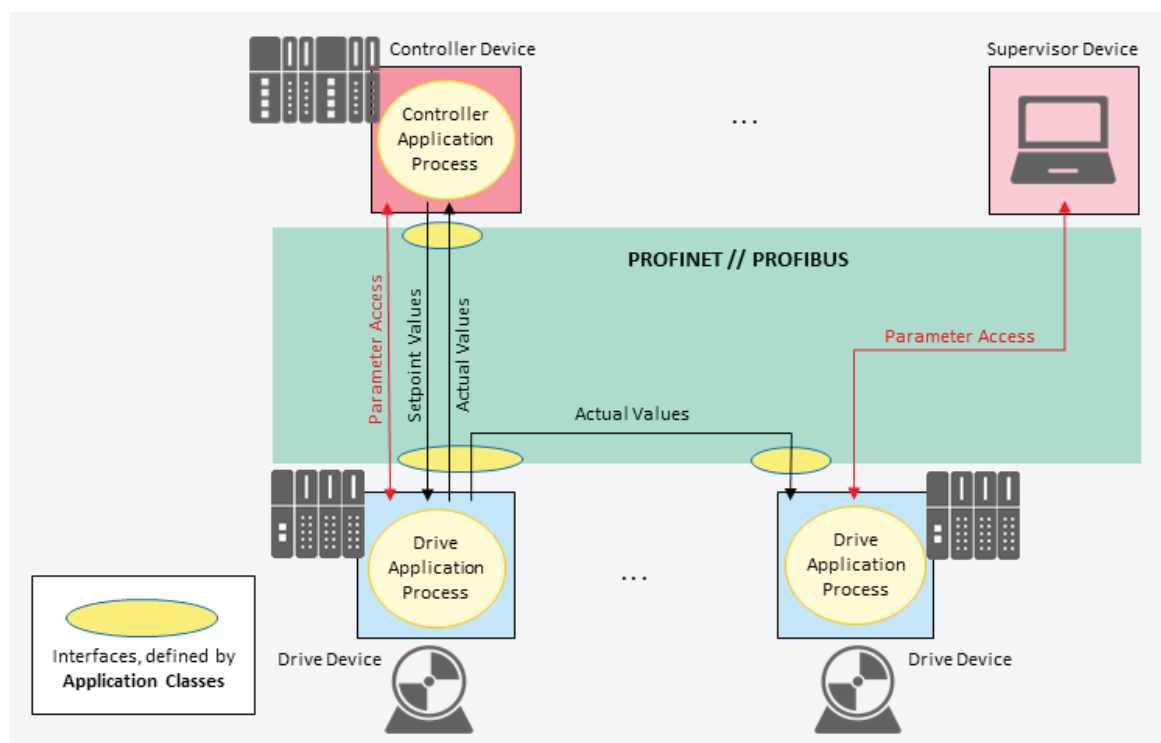 Controller Device
Supervisor Device
Controller
Application
Process
...
PROFINET // PROFIBUS
Parameter Access
Setpoint Values
Actual Values
Parameter Access
Actual Values
Drive
Application
Process
...
Drive
Application
Process
Interfaces, defined by
Application Classes
Drive Device
Drive Device